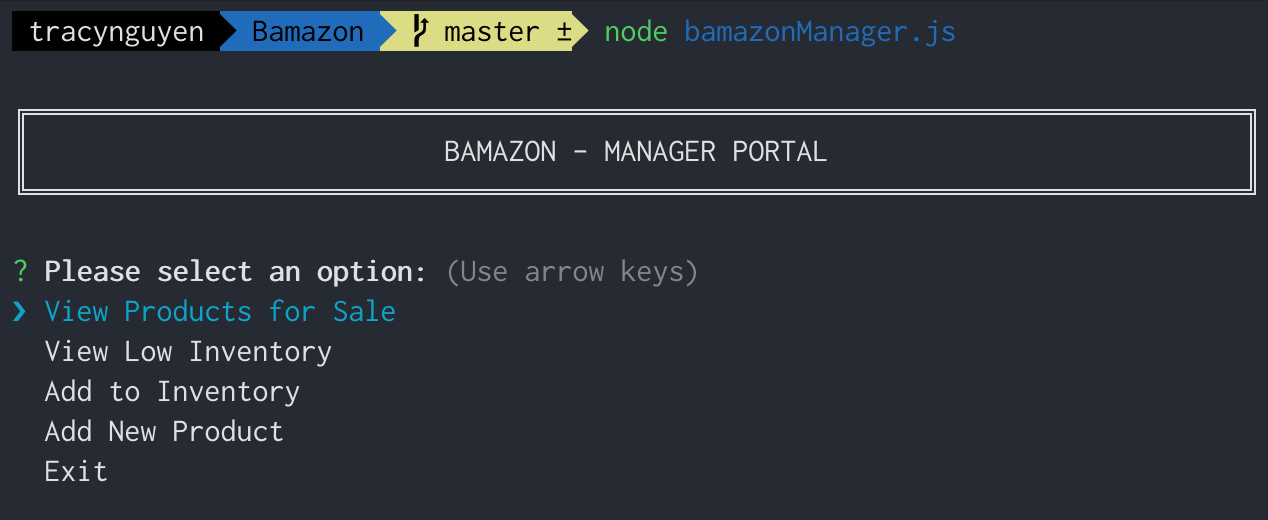 tracynguyen Bamazon master ± node bamazonManager.js
BAMAZON - MANAGER PORTAL
? Please select an option: (Use arrow keys)
❯ View Products for Sale
View Low Inventory
Add to Inventory
Add New Product
Exit